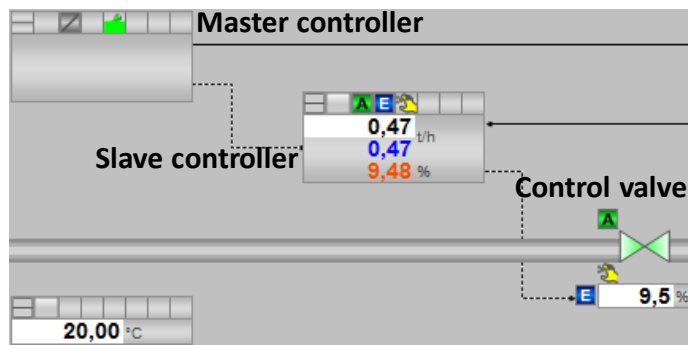 Master controller
A E
0,47 t/h
0,47
Slave controller
9,48 %
Control valve
A
E 9,5 %
20,00 °C